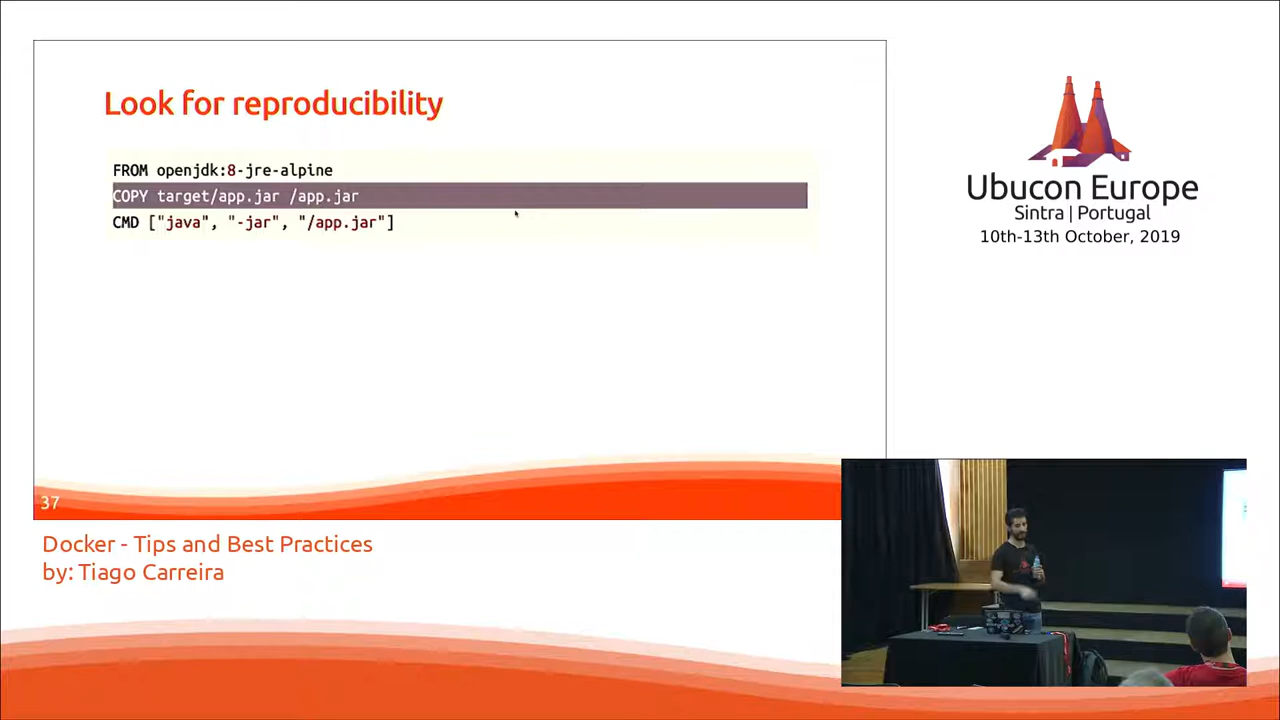 Look for reproducibility
FROM openjdk:8-jre-alpine
COPY target/app.jar /app.jar
CMD ["java", "-jar", "/app.jar"]
37
Docker - Tips and Best Practices
by: Tiago Carreira
Ubucon Europe
Sintra | Portugal
10th-13th October, 2019